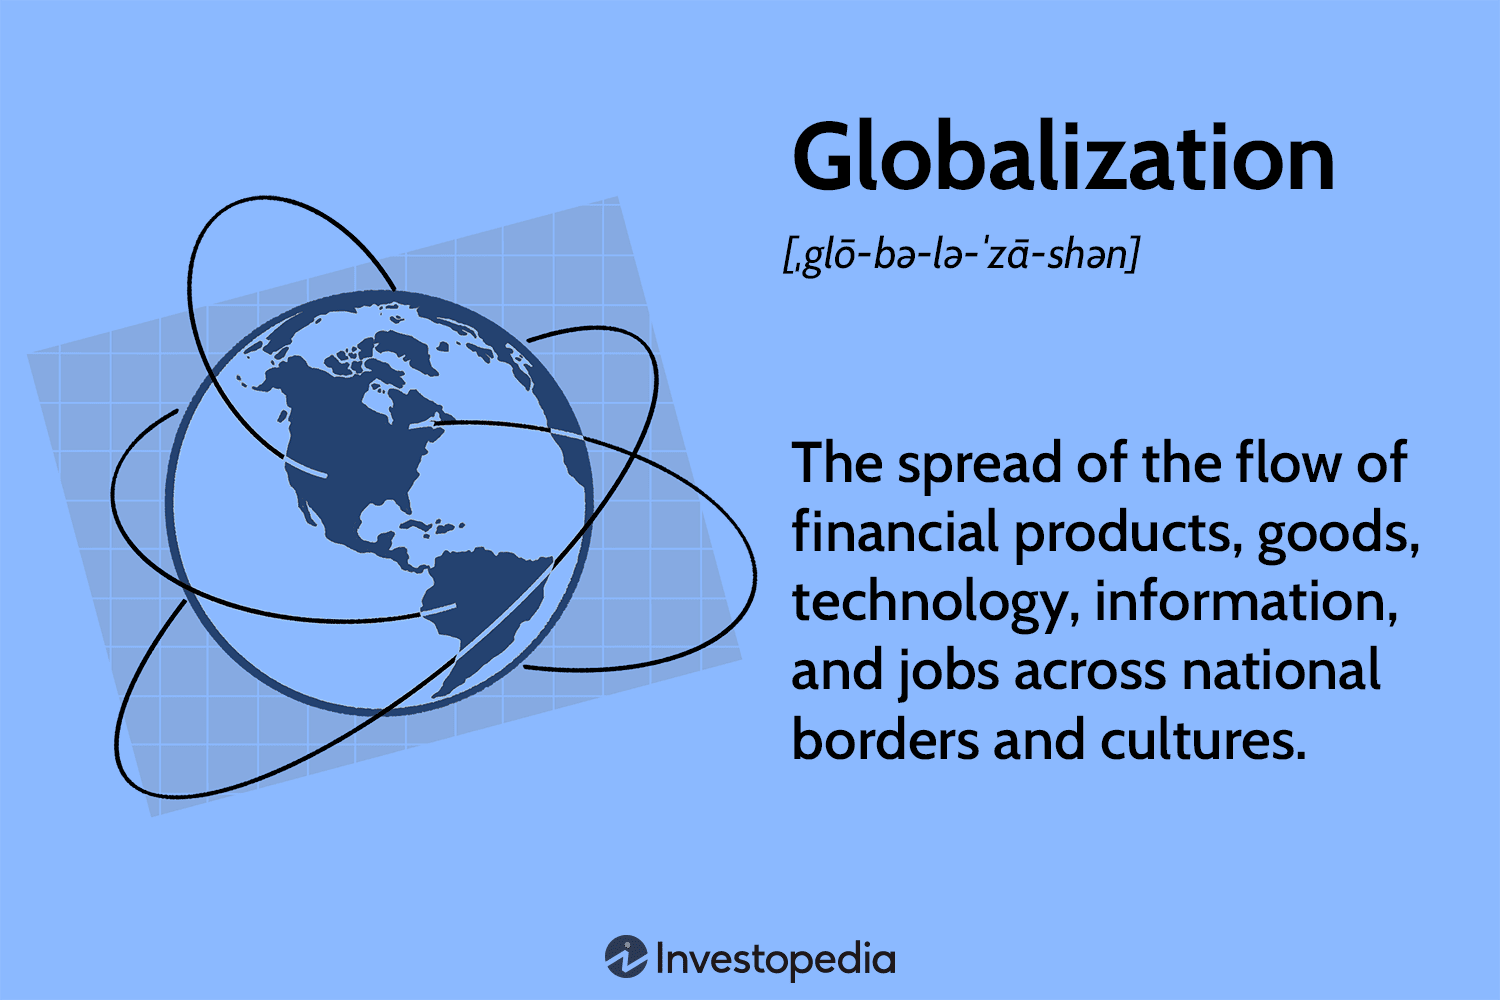 Globalization
[ˌglō-bə-lə-ˈzā-shən]
The spread of the flow of
financial products, goods,
technology, information,
and jobs across national
borders and cultures.
Investopedia